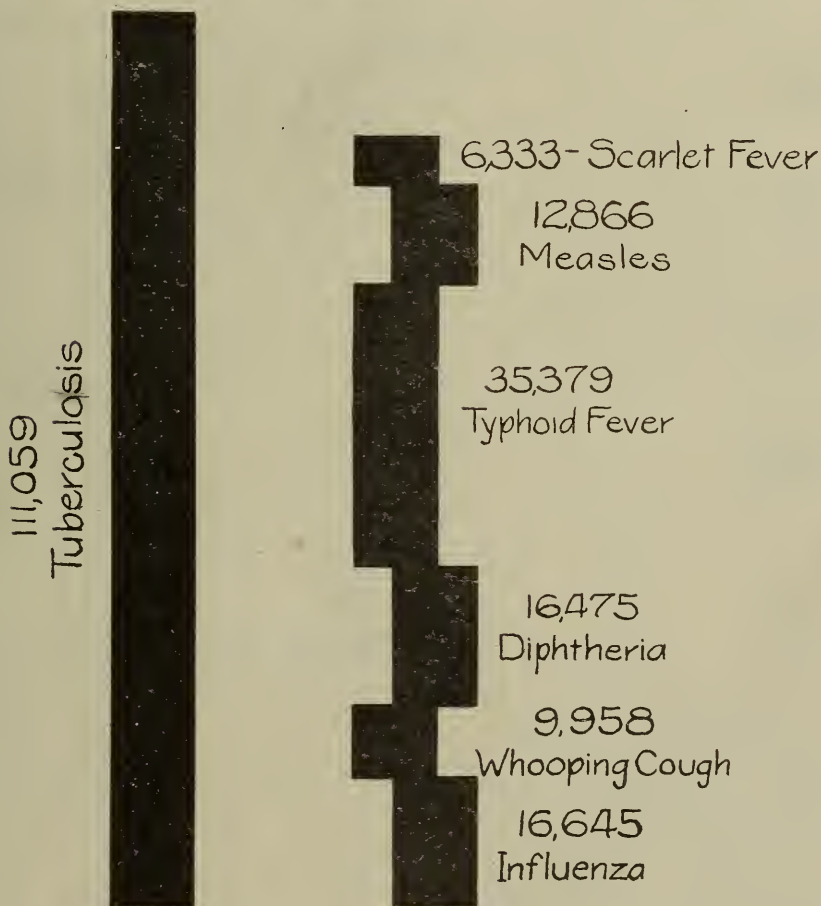 111,059
Tuberculosis
6,333-Scarlet Fever
12,866
Measles
35,379
Typhoid Fever
16,475
Diphtheria
9,958
Whooping Cough
16,645
Influenza